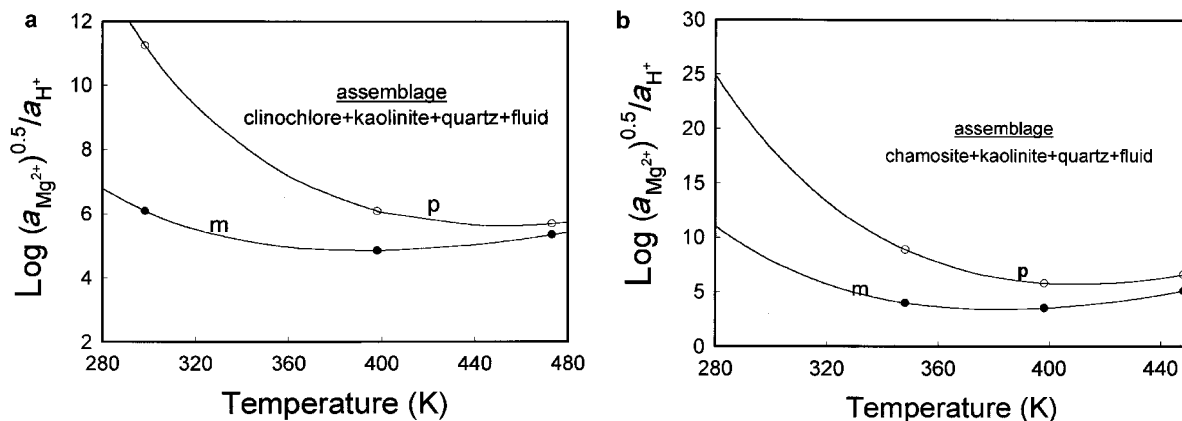 a
12
10
8
6
4
2
Log (aMg2+)0.5/aH+
assemblage
clinochlore+kaolinite+quartz+fluid
p
m
280 320 360 400 440 480
Temperature (K)
b
30
25
20
15
10
5
0
Log (aMg2+)0.5/aH+
assemblage
chamosite+kaolinite+quartz+fluid
p
m
280 320 360 400 440
Temperature (K)